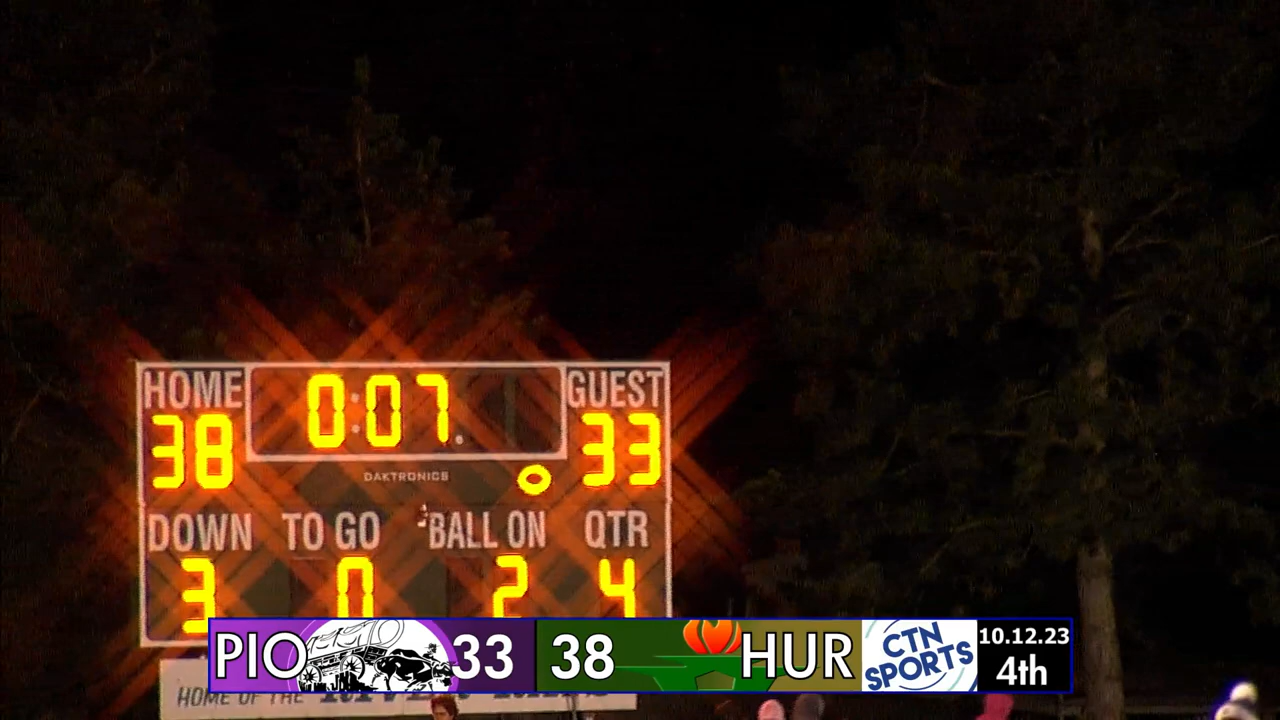 HOME 0:07 GUEST
38 33
DAKTRONICS
DOWN TO GO BALL ON QTR
3 0 2 4
PIO 33 38 HUR CTN SPORTS 10.12.23 4th
HOME OF THE